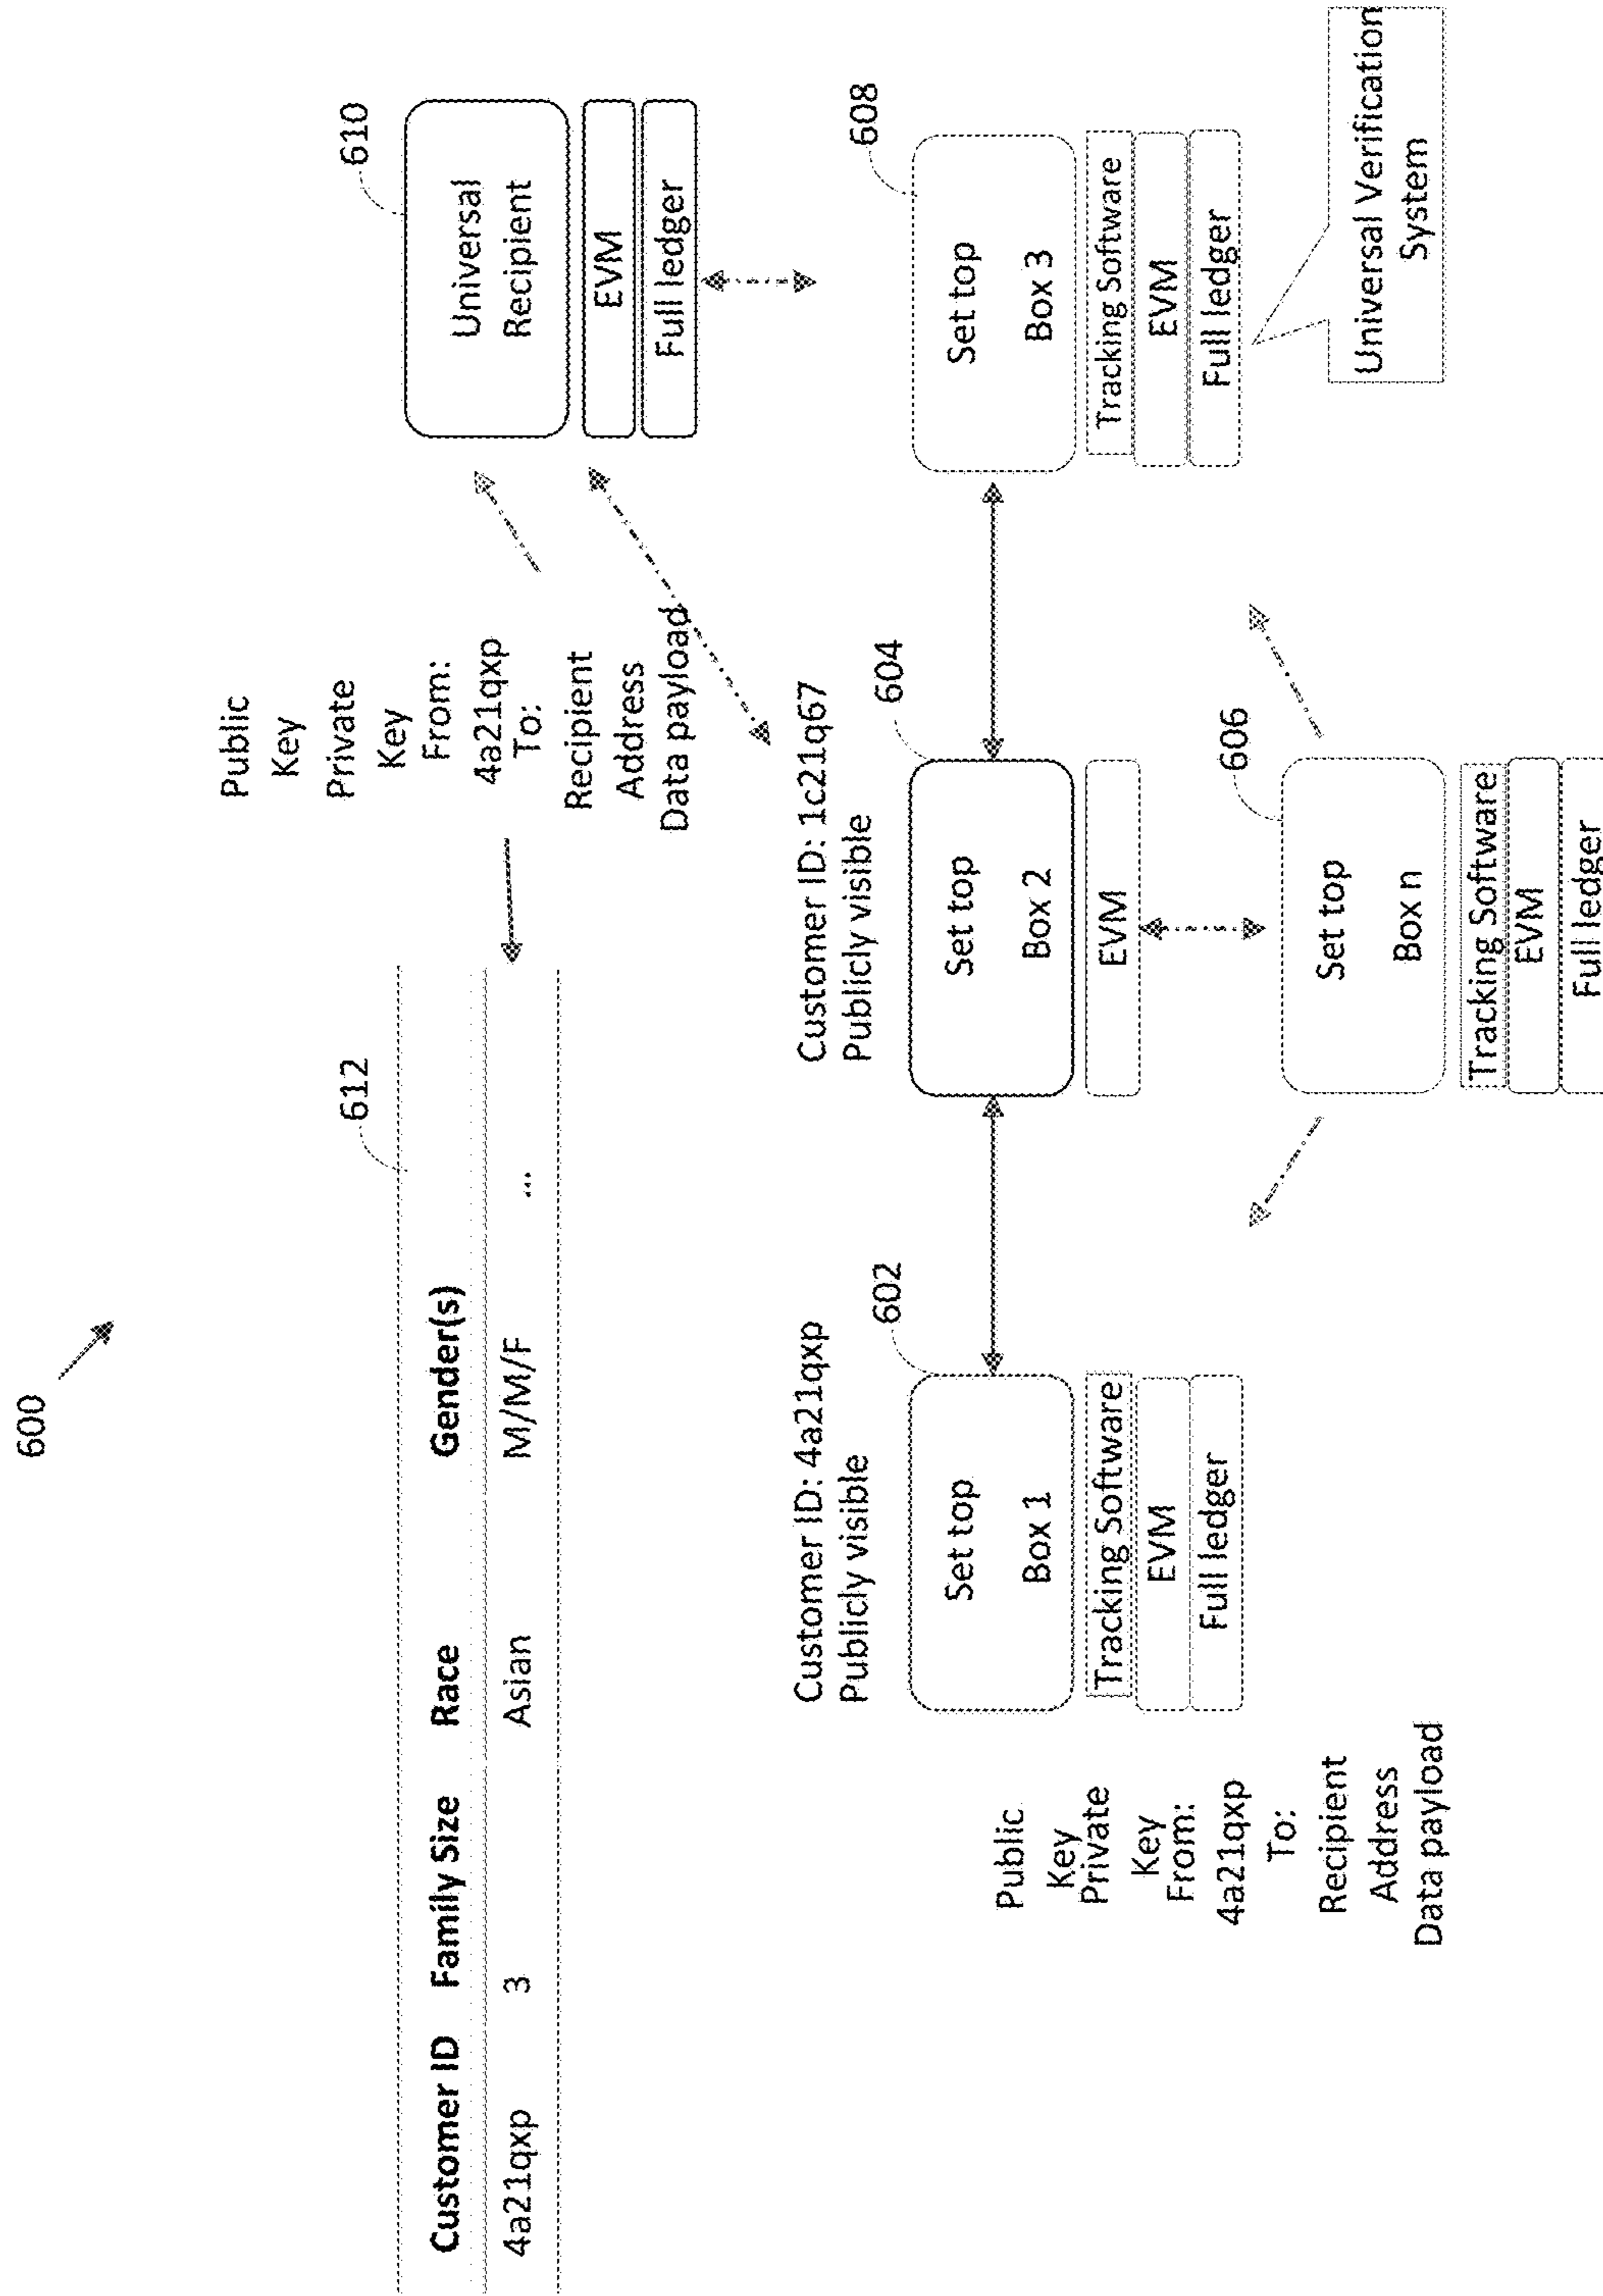 600
612
Customer ID Family Size Race Gender(s)
4a21qxp 3 Asian M/M/F ...
Public
Key
Private
Key
From:
4a21qxp
To:
Recipient
Address
Data payload
610
Universal
Recipient
EVM
Full ledger
Customer ID: 4a21qxp
Publicly visible
602
Set top
Box 1
Tracking Software
EVM
Full ledger
Public
Key
Private
Key
From:
4a21qxp
To:
Recipient
Address
Data payload
Customer ID: 1c21q67
Publicly visible
604
Set top
Box 2
EVM
608
Set top
Box 3
Tracking Software
EVM
Full ledger
606
Set top
Box n
Tracking Software
EVM
Full ledger
Universal Verification
System